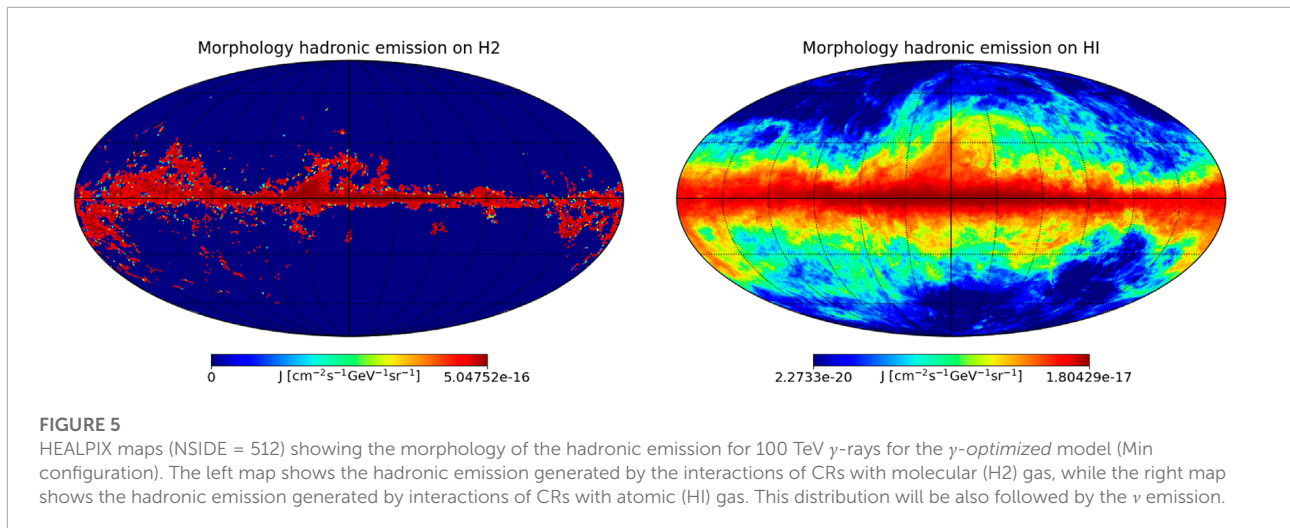 Morphology hadronic emission on H2
Morphology hadronic emission on HI
0 J [cm⁻²s⁻¹GeV⁻¹sr⁻¹] 5.04752e-16
2.2733e-20 J [cm⁻²s⁻¹GeV⁻¹sr⁻¹] 1.80429e-17
FIGURE 5
HEALPIX maps (NSIDE = 512) showing the morphology of the hadronic emission for 100 TeV γ-rays for the γ-optimized model (Min
configuration). The left map shows the hadronic emission generated by the interactions of CRs with molecular (H2) gas, while the right map
shows the hadronic emission generated by interactions of CRs with atomic (HI) gas. This distribution will be also followed by the ν emission.